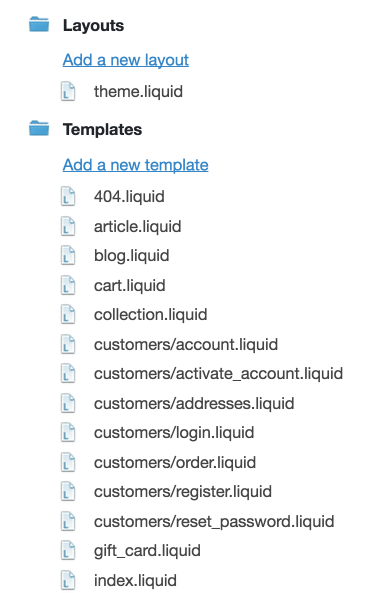 Layouts
Add a new layout
theme.liquid
Templates
Add a new template
404.liquid
article.liquid
blog.liquid
cart.liquid
collection.liquid
customers/account.liquid
customers/activate_account.liquid
customers/addresses.liquid
customers/login.liquid
customers/order.liquid
customers/register.liquid
customers/reset_password.liquid
gift_card.liquid
index.liquid